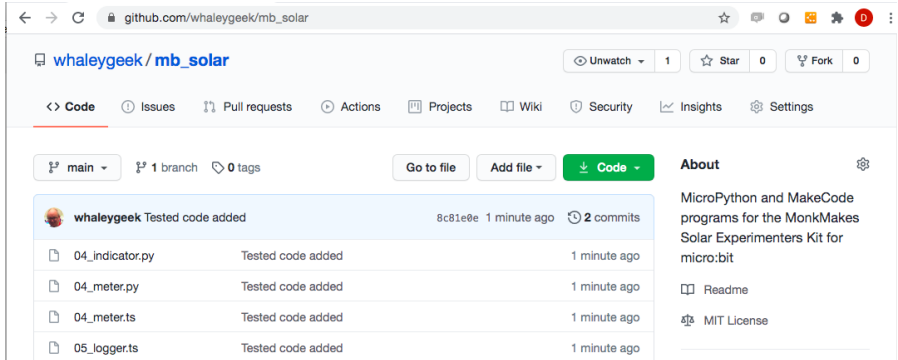 github.com/whaleygeek/mb_solar
D
whaleygeek/mb_solar
Unwatch 1 Star 0 Fork 0
<> Code Issues Pull requests Actions Projects Wiki Security Insights Settings
main 1 branch 0 tags Go to file Add file Code
About
whaleygeek Tested code added 8c81e0e 1 minute ago 2 commits
MicroPython and MakeCode
programs for the MonkMakes
Solar Experimenters Kit for
micro:bit
04_indicator.py Tested code added 1 minute ago
04_meter.py Tested code added 1 minute ago
Readme
04_meter.ts Tested code added 1 minute ago
MIT License
05_logger.ts Tested code added 1 minute ago